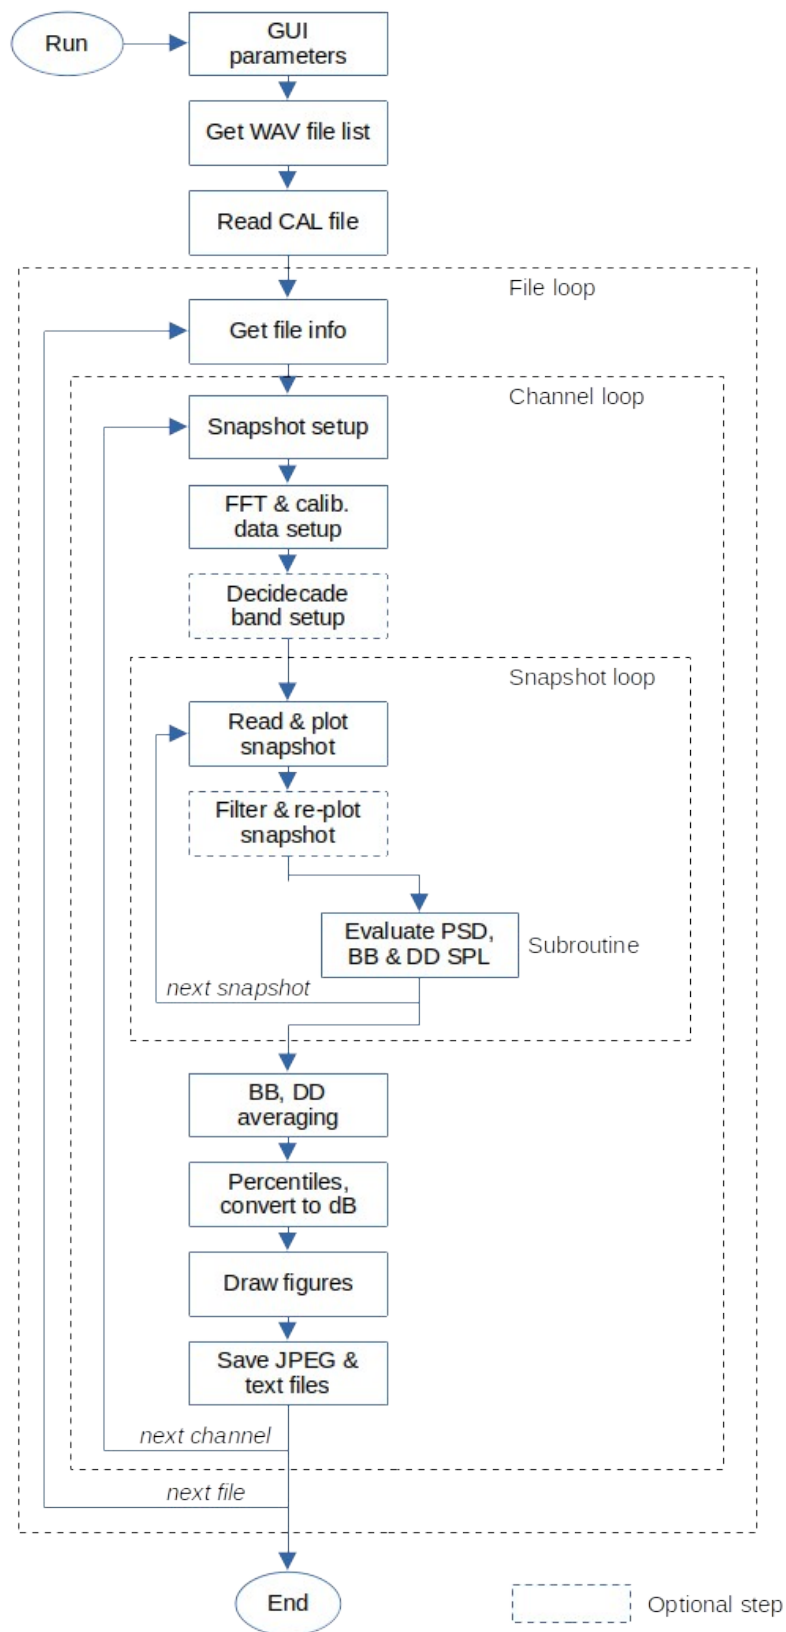 Run
GUI
parameters
Get WAV file list
Read CAL file
File loop
Get file info
Channel loop
Snapshot setup
FFT & calib.
data setup
Decidecade
band setup
Snapshot loop
Read & plot
snapshot
Filter & re-plot
snapshot
Evaluate PSD,
BB & DD SPL
Subroutine
next snapshot
BB, DD
averaging
Percentiles,
convert to dB
Draw figures
Save JPEG &
text files
next channel
next file
End
Optional step